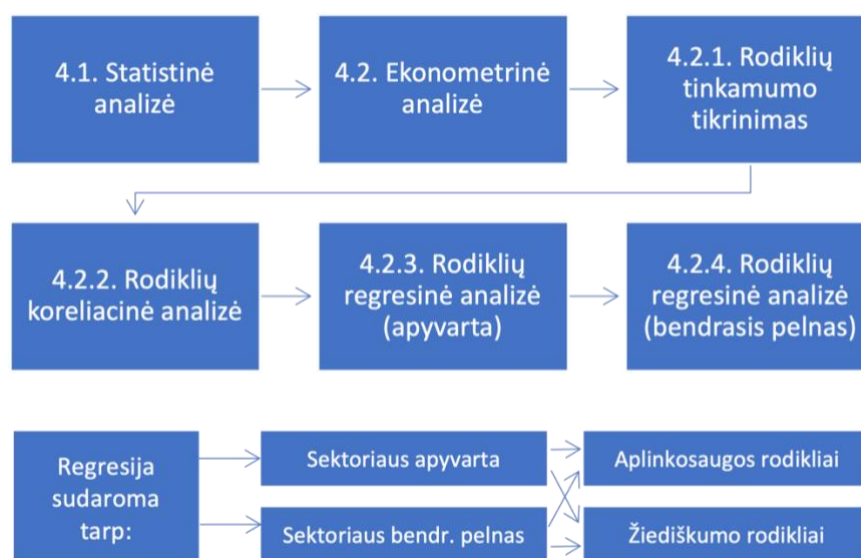 4.1. Statistinė
analizė
4.2. Ekonometrinė
analizė
4.2.1. Rodiklių
tinkamumo
tikrinimas
4.2.2. Rodiklių
koreliacinė analizė
4.2.3. Rodiklių
regresinė analizė
(apyvarta)
4.2.4. Rodiklių
regresinė analizė
(bendrasis pelnas)
Regresija
sudaroma
tarp:
Sektoriaus apyvarta
Aplinkosaugos rodikliai
Sektoriaus bendr. pelnas
Žiediškumo rodikliai